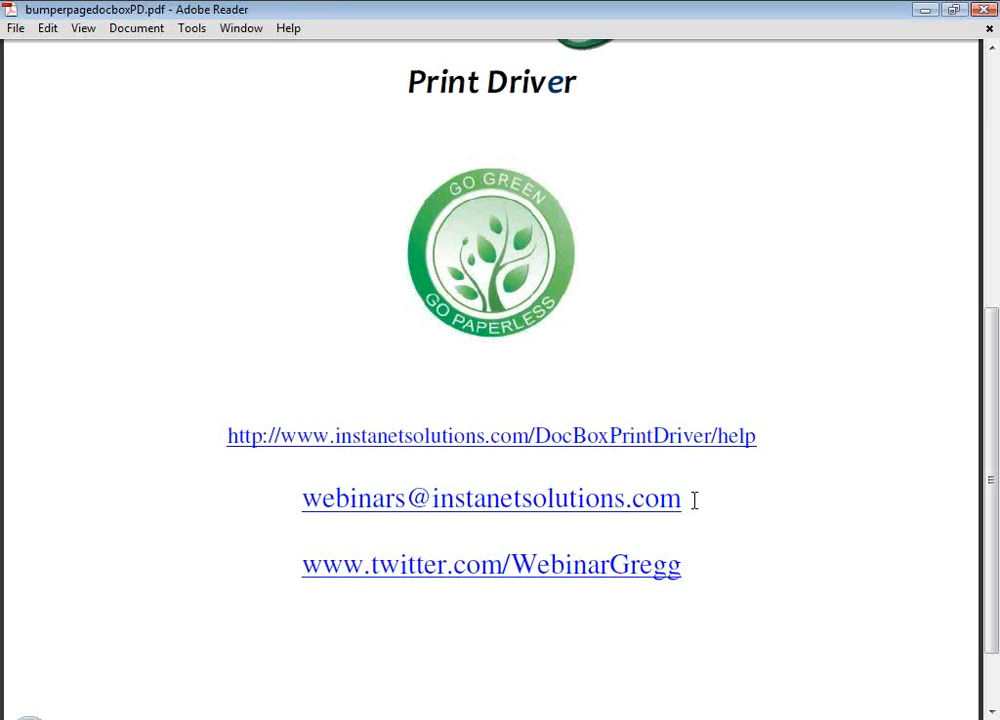 bumperpagedocboxPD.pdf - Adobe Reader
File Edit View Document Tools Window Help
Print Driver
GO GREEN
GO PAPERLESS
http://www.instanetsolutions.com/DocBoxPrintDriver/help
webinars@instanetsolutions.com
www.twitter.com/WebinarGregg